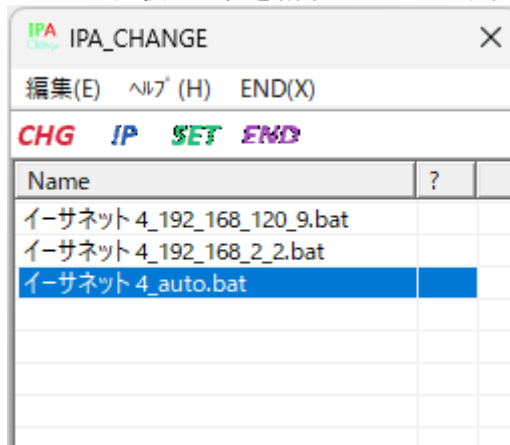 IPA
Change IPA_CHANGE
編集(E) ﾍﾙﾌﾟ(H) END(X)
CHG IP SET END
Name ?
イーサネット 4_192_168_120_9.bat
イーサネット 4_192_168_2_2.bat
イーサネット 4_auto.bat